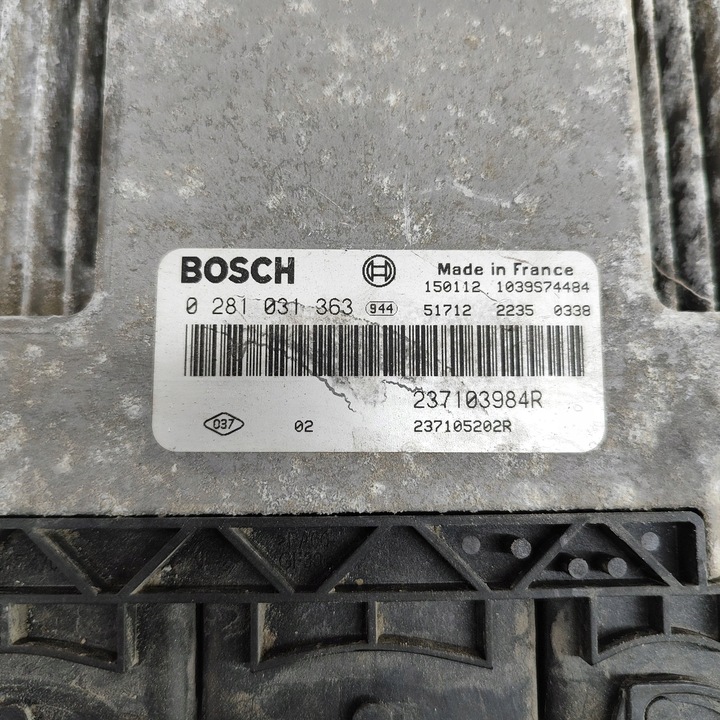 BOSCH
Made in France
150112 1039S74484
0 281 031 363 944 51712 2235 0338
237103984R
037 02 237105202R